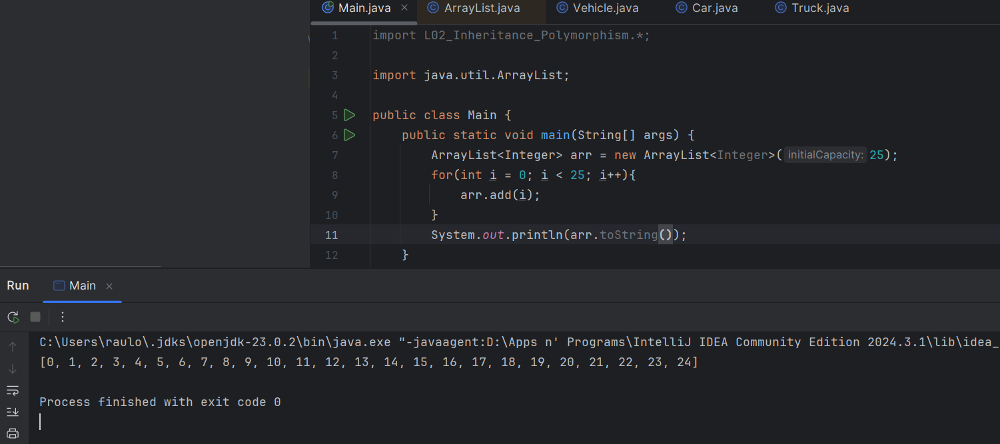 Main.java ArrayList.java Vehicle.java Car.java Truck.java
1 import L02_Inheritance_Polymorphism.*;
2
3 import java.util.ArrayList;
4
5 public class Main {
6 public static void main(String[] args) {
7 ArrayList<Integer> arr = new ArrayList<Integer>( initialCapacity: 25);
8 for(int i = 0; i < 25; i++){
9 arr.add(i);
10 }
11 System.out.println(arr.toString());
12 }
Run Main
C:\Users\raulo\.jdks\openjdk-23.0.2\bin\java.exe "-javaagent:D:\Apps n' Programs\IntelliJ IDEA Community Edition 2024.3.1\lib\idea_
[0, 1, 2, 3, 4, 5, 6, 7, 8, 9, 10, 11, 12, 13, 14, 15, 16, 17, 18, 19, 20, 21, 22, 23, 24]
Process finished with exit code 0